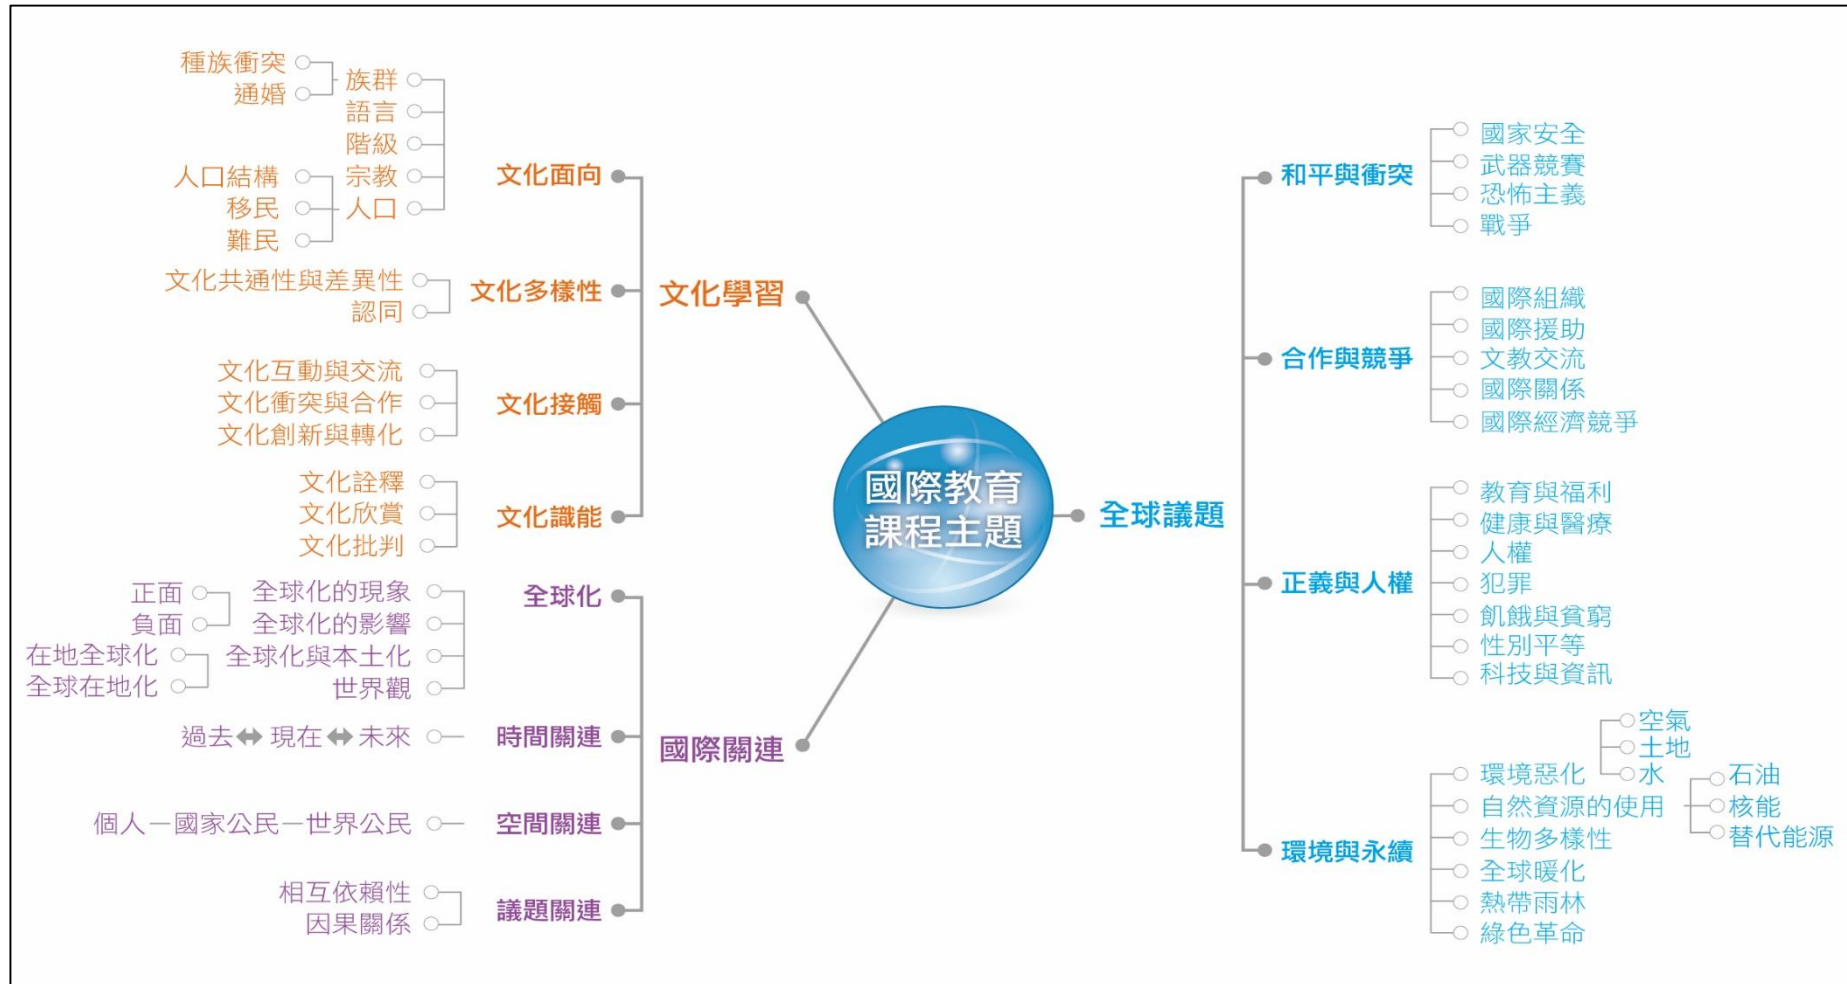 國際教育
課程主題
文化學習
文化面向
族群
種族衝突
通婚
語言
階級
宗教
人口
人口結構
移民
難民
文化多樣性
文化共通性與差異性
認同
文化接觸
文化互動與交流
文化衝突與合作
文化創新與轉化
文化識能
文化詮釋
文化欣賞
文化批判
國際關連
全球化
全球化的現象
全球化的影響
正面
負面
全球化與本土化
在地全球化
全球在地化
世界觀
時間關連
過去⬌現在⬌未來
空間關連
個人－國家公民－世界公民
議題關連
相互依賴性
因果關係
全球議題
和平與衝突
國家安全
武器競賽
恐怖主義
戰爭
合作與競爭
國際組織
國際援助
文教交流
國際關係
國際經濟競爭
正義與人權
教育與福利
健康與醫療
人權
犯罪
飢餓與貧窮
性別平等
科技與資訊
環境與永續
環境惡化
空氣
土地
水
自然資源的使用
石油
核能
替代能源
生物多樣性
全球暖化
熱帶雨林
綠色革命